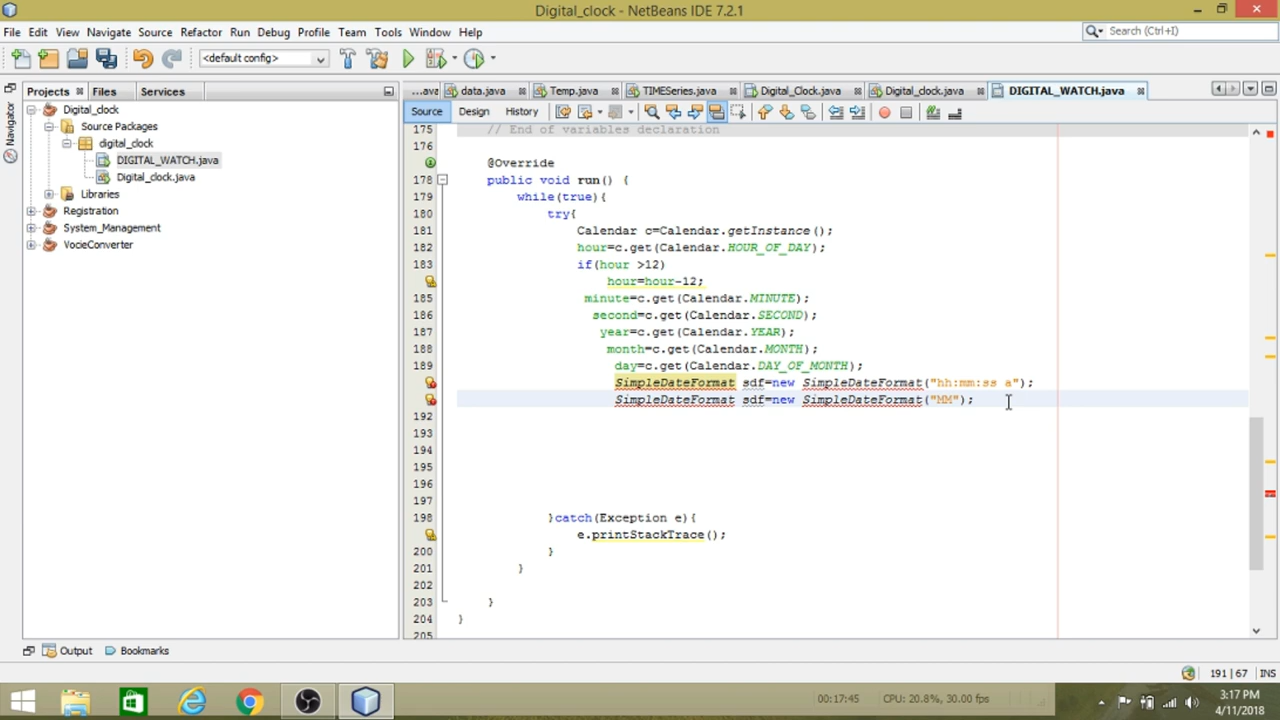 Digital_clock - NetBeans IDE 7.2.1
File Edit View Navigate Source Refactor Run Debug Profile Team Tools Window Help
Search (Ctrl+I)
<default config>
Projects Files Services
...ava data.java Temp.java TIMESeries.java Digital_Clock.java Digital_clock.java DIGITAL_WATCH.java
Source Design History
Navigator
Digital_clock
Source Packages
digital_clock
DIGITAL_WATCH.java
Digital_clock.java
Libraries
Registration
System_Management
VocieConverter
175 // End of variables declaration
176
@Override
178 public void run() {
179 while(true){
180 try{
181 Calendar c=Calendar.getInstance();
182 hour=c.get(Calendar.HOUR_OF_DAY);
183 if(hour >12)
hour=hour-12;
185 minute=c.get(Calendar.MINUTE);
186 second=c.get(Calendar.SECOND);
187 year=c.get(Calendar.YEAR);
188 month=c.get(Calendar.MONTH);
189 day=c.get(Calendar.DAY_OF_MONTH);
SimpleDateFormat sdf=new SimpleDateFormat("hh:mm:ss a");
SimpleDateFormat sdf=new SimpleDateFormat("MM");
192
193
194
195
196
197
198 }catch(Exception e){
e.printStackTrace();
200 }
201 }
202
203 }
204 }
205
Output Bookmarks
191 | 67 INS
00:17:45 CPU: 20.8%, 30.00 fps
3:17 PM
4/11/2018